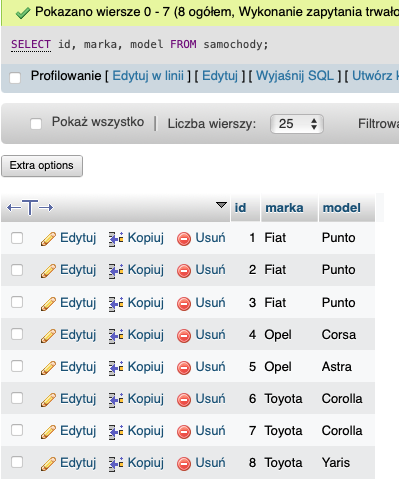 Pokazano wiersze 0 - 7 (8 ogółem, Wykonanie zapytania trwało
SELECT id, marka, model FROM samochody;
Profilowanie [ Edytuj w linii ] [ Edytuj ] [ Wyjaśnij SQL ] [ Utwórz
Pokaż wszystko | Liczba wierszy: 25 Filtrowa
Extra options
←T→ id marka model
Edytuj Kopiuj Usuń 1 Fiat Punto
Edytuj Kopiuj Usuń 2 Fiat Punto
Edytuj Kopiuj Usuń 3 Fiat Punto
Edytuj Kopiuj Usuń 4 Opel Corsa
Edytuj Kopiuj Usuń 5 Opel Astra
Edytuj Kopiuj Usuń 6 Toyota Corolla
Edytuj Kopiuj Usuń 7 Toyota Corolla
Edytuj Kopiuj Usuń 8 Toyota Yaris